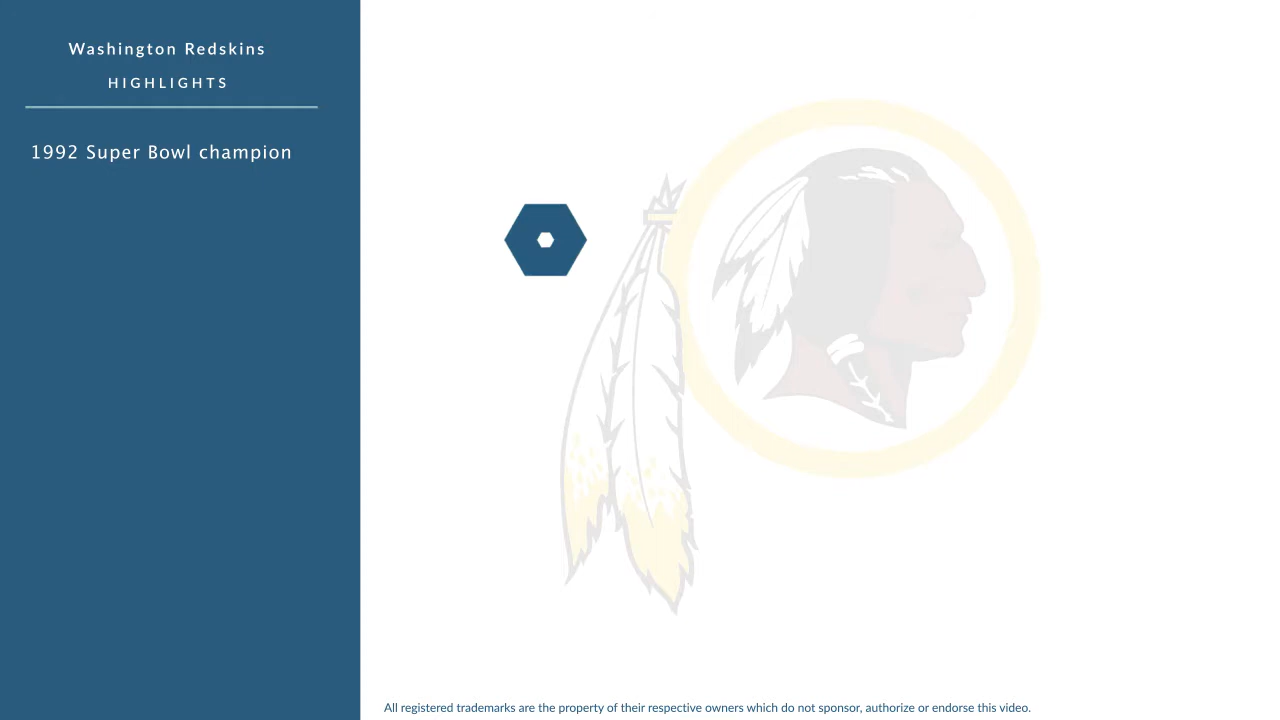 Washington Redskins
HIGHLIGHTS
1992 Super Bowl champion
All registered trademarks are the property of their respective owners which do not sponsor, authorize or endorse this video.